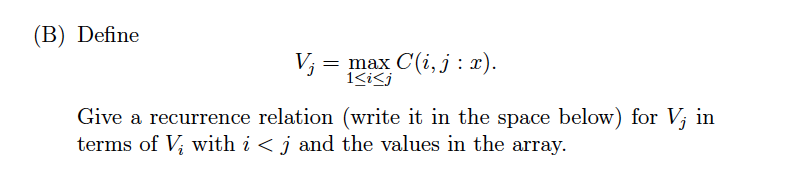 (B) Define
V_j = max_{1≤i≤j} C(i, j : x).
Give a recurrence relation (write it in the space below) for V_j in
terms of V_i with i < j and the values in the array.